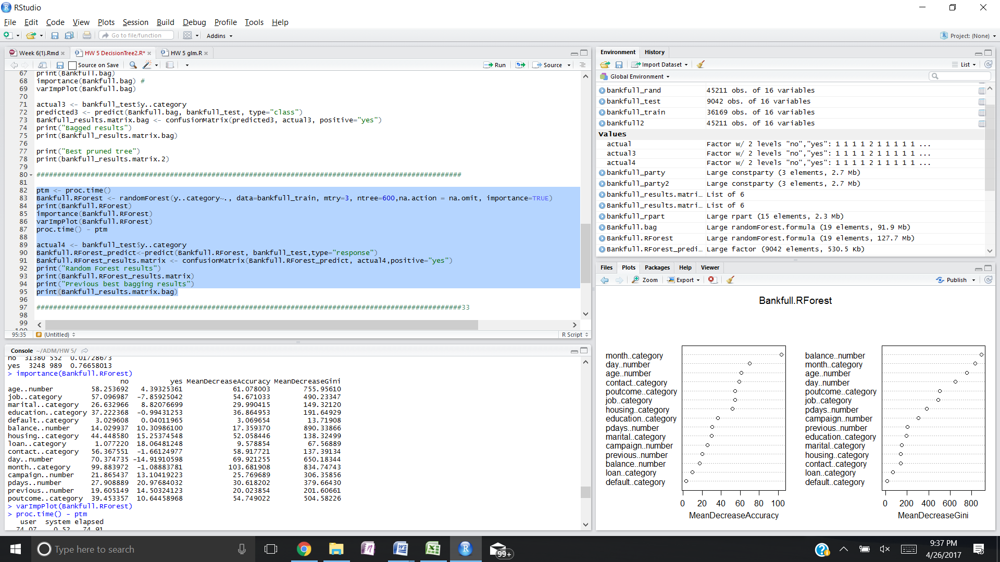 RStudio
File Edit Code View Plots Session Build Debug Profile Tools Help
Go to file/function Addins Project: (None)
Week 6(1).Rmd HW 5 DecisionTree2.R* HW 5 glm.R
Source on Save Run Source
67 print(Bankfull.bag)
68 importance(Bankfull.bag) #
69 varImpPlot(Bankfull.bag)
70
71 actual3 <- bankfull_test$y..category
72 predicted3 <- predict(Bankfull.bag, bankfull_test, type="class")
73 Bankfull_results.matrix.bag <- confusionMatrix(predicted3, actual3, positive="yes")
74 print("Bagged results")
75 print(Bankfull_results.matrix.bag)
76
77 print("Best pruned tree")
78 print(bankfull_results.matrix.2)
79
80 ######################################################################################################
81
82 ptm <- proc.time()
83 Bankfull.RForest <- randomForest(y..category~., data=bankfull_train, mtry=3, ntree=600,na.action = na.omit, importance=TRUE)
84 print(Bankfull.RForest)
85 importance(Bankfull.RForest)
86 varImpPlot(Bankfull.RForest)
87 proc.time() - ptm
88
89 actual4 <- bankfull_test$y..category
90 Bankfull.RForest_predict<-predict(Bankfull.RForest, bankfull_test,type="response")
91 Bankfull.RForest_results.matrix <- confusionMatrix(Bankfull.RForest_predict, actual4,positive="yes")
92 print("Random Forest results")
93 print(Bankfull.RForest_results.matrix)
94 print("Previous best bagging results")
95 print(Bankfull_results.matrix.bag)
96
97 ######################################################################################################33
98
99
100
95:35 # (Untitled) R Script
Console ~/ADM/HW 5/
no 31380 552 0.01728673
yes 3248 989 0.76658013
> importance(Bankfull.RForest)
no yes MeanDecreaseAccuracy MeanDecreaseGini
age..number 58.253692 4.39325361 61.078003 755.95610
job..category 57.096987 -7.85925042 54.671033 490.23347
marital..category 26.632966 8.82076699 29.990415 149.32120
education..category 37.222368 -0.99431253 36.864953 191.64929
default..category 3.029608 0.04011965 3.069654 13.71908
balance..number 14.029937 10.30986100 17.359370 890.33866
housing..category 44.448580 15.25374548 52.058446 138.32499
loan..category 1.077220 18.06481248 9.578854 67.56889
contact..category 56.367551 -1.66124977 58.917721 137.39134
day..number 70.374735 -14.91910598 69.921255 650.18344
month..category 99.883972 -1.08883781 103.681908 834.74743
campaign..number 21.865437 13.10419223 25.769689 306.35856
pdays..number 27.908889 20.97684032 30.618202 379.66430
previous..number 19.605149 14.50324123 20.023854 201.60661
poutcome..category 39.453357 10.64458968 54.749022 504.58226
> varImpPlot(Bankfull.RForest)
> proc.time() - ptm
user system elapsed
74.07 0.52 74.91
Environment History
Import Dataset List
Global Environment
bankfull_rand 45211 obs. of 16 variables
bankfull_test 9042 obs. of 16 variables
bankfull_train 36169 obs. of 16 variables
bankfull2 45211 obs. of 16 variables
Values
actual Factor w/ 2 levels "no","yes": 1 1 1 1 2 1 1 1 1 1 ...
actual3 Factor w/ 2 levels "no","yes": 1 1 1 1 2 1 1 1 1 1 ...
actual4 Factor w/ 2 levels "no","yes": 1 1 1 1 2 1 1 1 1 1 ...
bankfull_party Large constparty (3 elements, 2.7 Mb)
bankfull_party2 Large constparty (3 elements, 2.7 Mb)
bankfull_results.matri… List of 6
Bankfull_results.matri… List of 6
bankfull_rpart Large rpart (15 elements, 2.3 Mb)
Bankfull.bag Large randomForest.formula (19 elements, 91.9 Mb)
Bankfull.RForest Large randomForest.formula (19 elements, 127.7 Mb)
Bankfull.RForest_predi… Large factor (9042 elements, 530.5 Kb)
Files Plots Packages Help Viewer
Zoom Export Publish
Bankfull.RForest
month..category
day..number
age..number
contact..category
poutcome..category
job..category
housing..category
education..category
pdays..number
marital..category
campaign..number
previous..number
balance..number
loan..category
default..category
0 20 40 60 80 100
MeanDecreaseAccuracy
balance..number
month..category
age..number
day..number
poutcome..category
job..category
pdays..number
campaign..number
previous..number
education..category
marital..category
housing..category
contact..category
loan..category
default..category
0 200 400 600 800
MeanDecreaseGini
Type here to search
99+
9:37 PM
4/26/2017